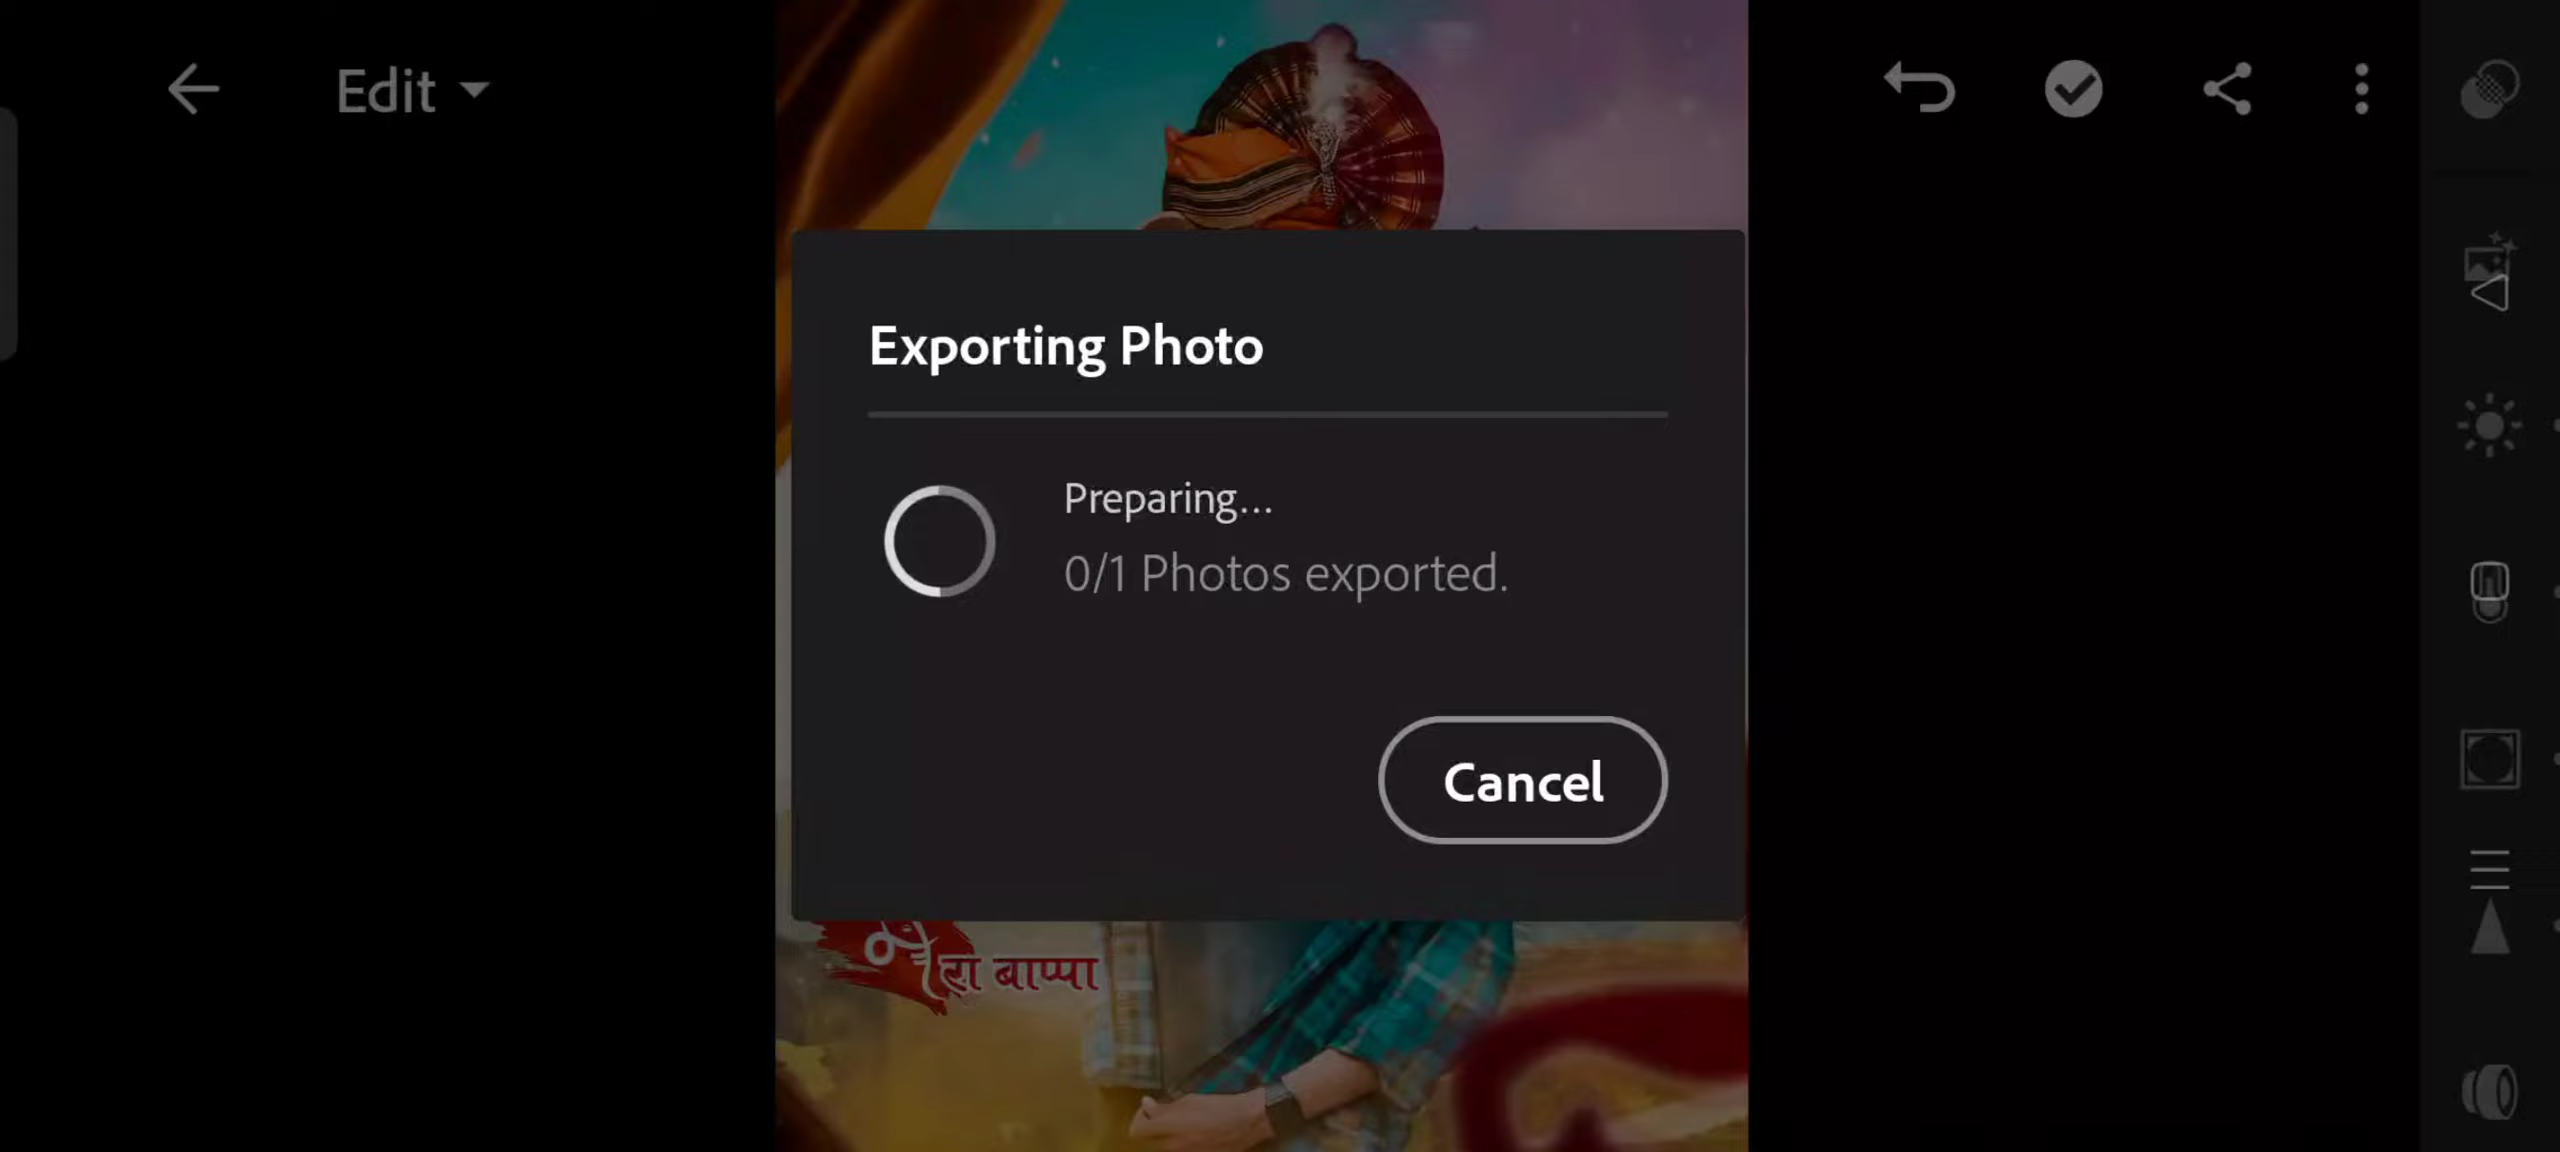 Edit
Exporting Photo
Preparing...
0/1 Photos exported.
Cancel
बाप्पा